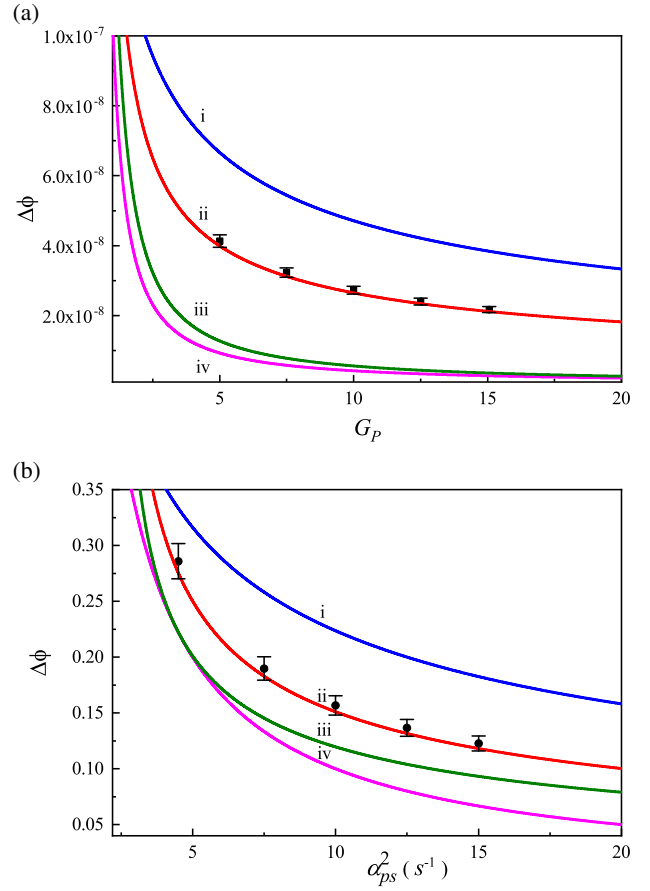 (a)
1.0x10⁻⁷
8.0x10⁻⁸
6.0x10⁻⁸
4.0x10⁻⁸
2.0x10⁻⁸
Δϕ
i
ii
iii
iv
5 10 15 20
G_P
(b)
0.35
0.30
0.25
0.20
0.15
0.10
0.05
Δϕ
i
ii
iii
iv
5 10 15 20
α²_ps ( s⁻¹ )